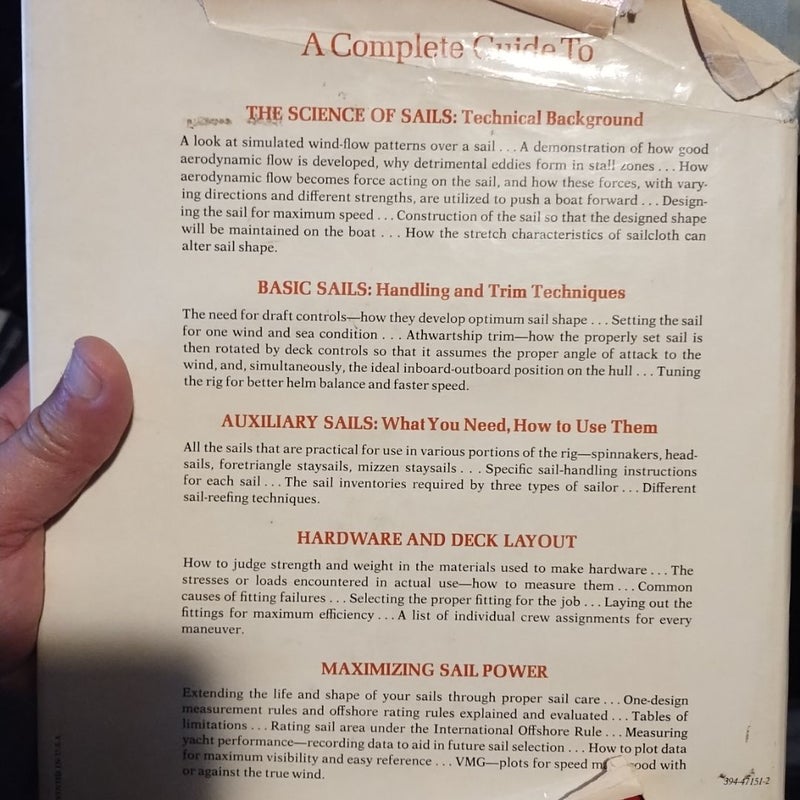 A Complete Guide To
THE SCIENCE OF SAILS: Technical Background
A look at simulated wind-flow patterns over a sail . . . A demonstration of how good
aerodynamic flow is developed, why detrimental eddies form in stall zones . . . How
aerodynamic flow becomes force acting on the sail, and how these forces, with vary-
ing directions and different strengths, are utilized to push a boat forward . . . Design-
ing the sail for maximum speed . . . Construction of the sail so that the designed shape
will be maintained on the boat . . . How the stretch characteristics of sailcloth can
alter sail shape.
BASIC SAILS: Handling and Trim Techniques
The need for draft controls—how they develop optimum sail shape . . . Setting the sail
for one wind and sea condition . . . Athwartship trim—how the properly set sail is
then rotated by deck controls so that it assumes the proper angle of attack to the
wind, and, simultaneously, the ideal inboard-outboard position on the hull . . . Tuning
the rig for better helm balance and faster speed.
AUXILIARY SAILS: What You Need, How to Use Them
All the sails that are practical for use in various portions of the rig—spinnakers, head-
sails, foretriangle staysails, mizzen staysails . . . Specific sail-handling instructions
for each sail . . . The sail inventories required by three types of sailor . . . Different
sail-reefing techniques.
HARDWARE AND DECK LAYOUT
How to judge strength and weight in the materials used to make hardware . . . The
stresses or loads encountered in actual use—how to measure them . . . Common
causes of fitting failures . . . Selecting the proper fitting for the job . . . Laying out the
fittings for maximum efficiency . . . A list of individual crew assignments for every
maneuver.
MAXIMIZING SAIL POWER
Extending the life and shape of your sails through proper sail care . . . One-design
measurement rules and offshore rating rules explained and evaluated . . . Tables of
limitations . . . Rating sail area under the International Offshore Rule . . . Measuring
yacht performance—recording data to aid in future sail selection . . . How to plot data
for maximum visibility and easy reference . . . VMG—plots for speed good with
or against the true wind.
394-47151-2